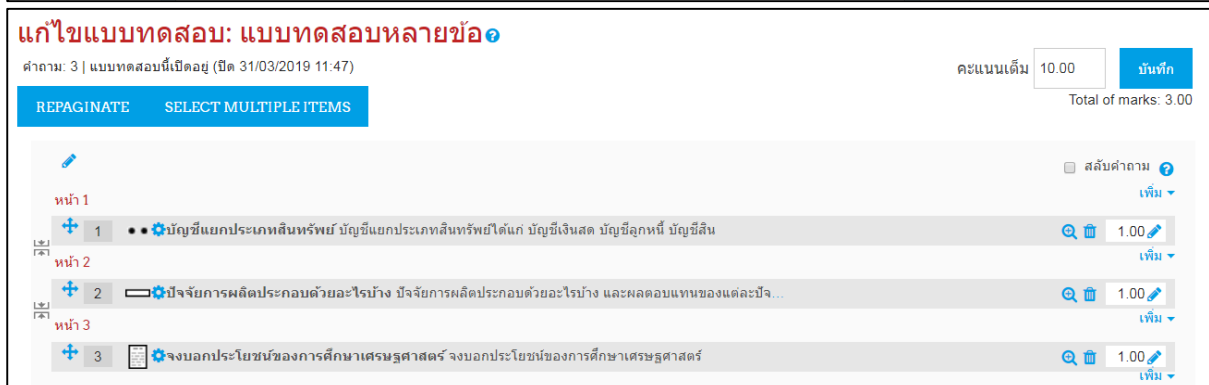 แก้ไขแบบทดสอบ: แบบทดสอบหลายข้อ
คำถาม: 3 | แบบทดสอบนี้เปิดอยู่ (ปิด 31/03/2019 11:47)
คะแนนเต็ม 10.00 บันทึก
REPAGINATE SELECT MULTIPLE ITEMS
Total of marks: 3.00
สลับคำถาม
เพิ่ม
หน้า 1
1 บัญชีแยกประเภทสินทรัพย์ บัญชีแยกประเภทสินทรัพย์ได้แก่ บัญชีเงินสด บัญชีลูกหนี้ บัญชีสิน 1.00
เพิ่ม
หน้า 2
2 ปัจจัยการผลิตประกอบด้วยอะไรบ้าง ปัจจัยการผลิตประกอบด้วยอะไรบ้าง และผลตอบแทนของแต่ละปัจ... 1.00
เพิ่ม
หน้า 3
3 จงบอกประโยชน์ของการศึกษาเศรษฐศาสตร์ จงบอกประโยชน์ของการศึกษาเศรษฐศาสตร์ 1.00
เพิ่ม